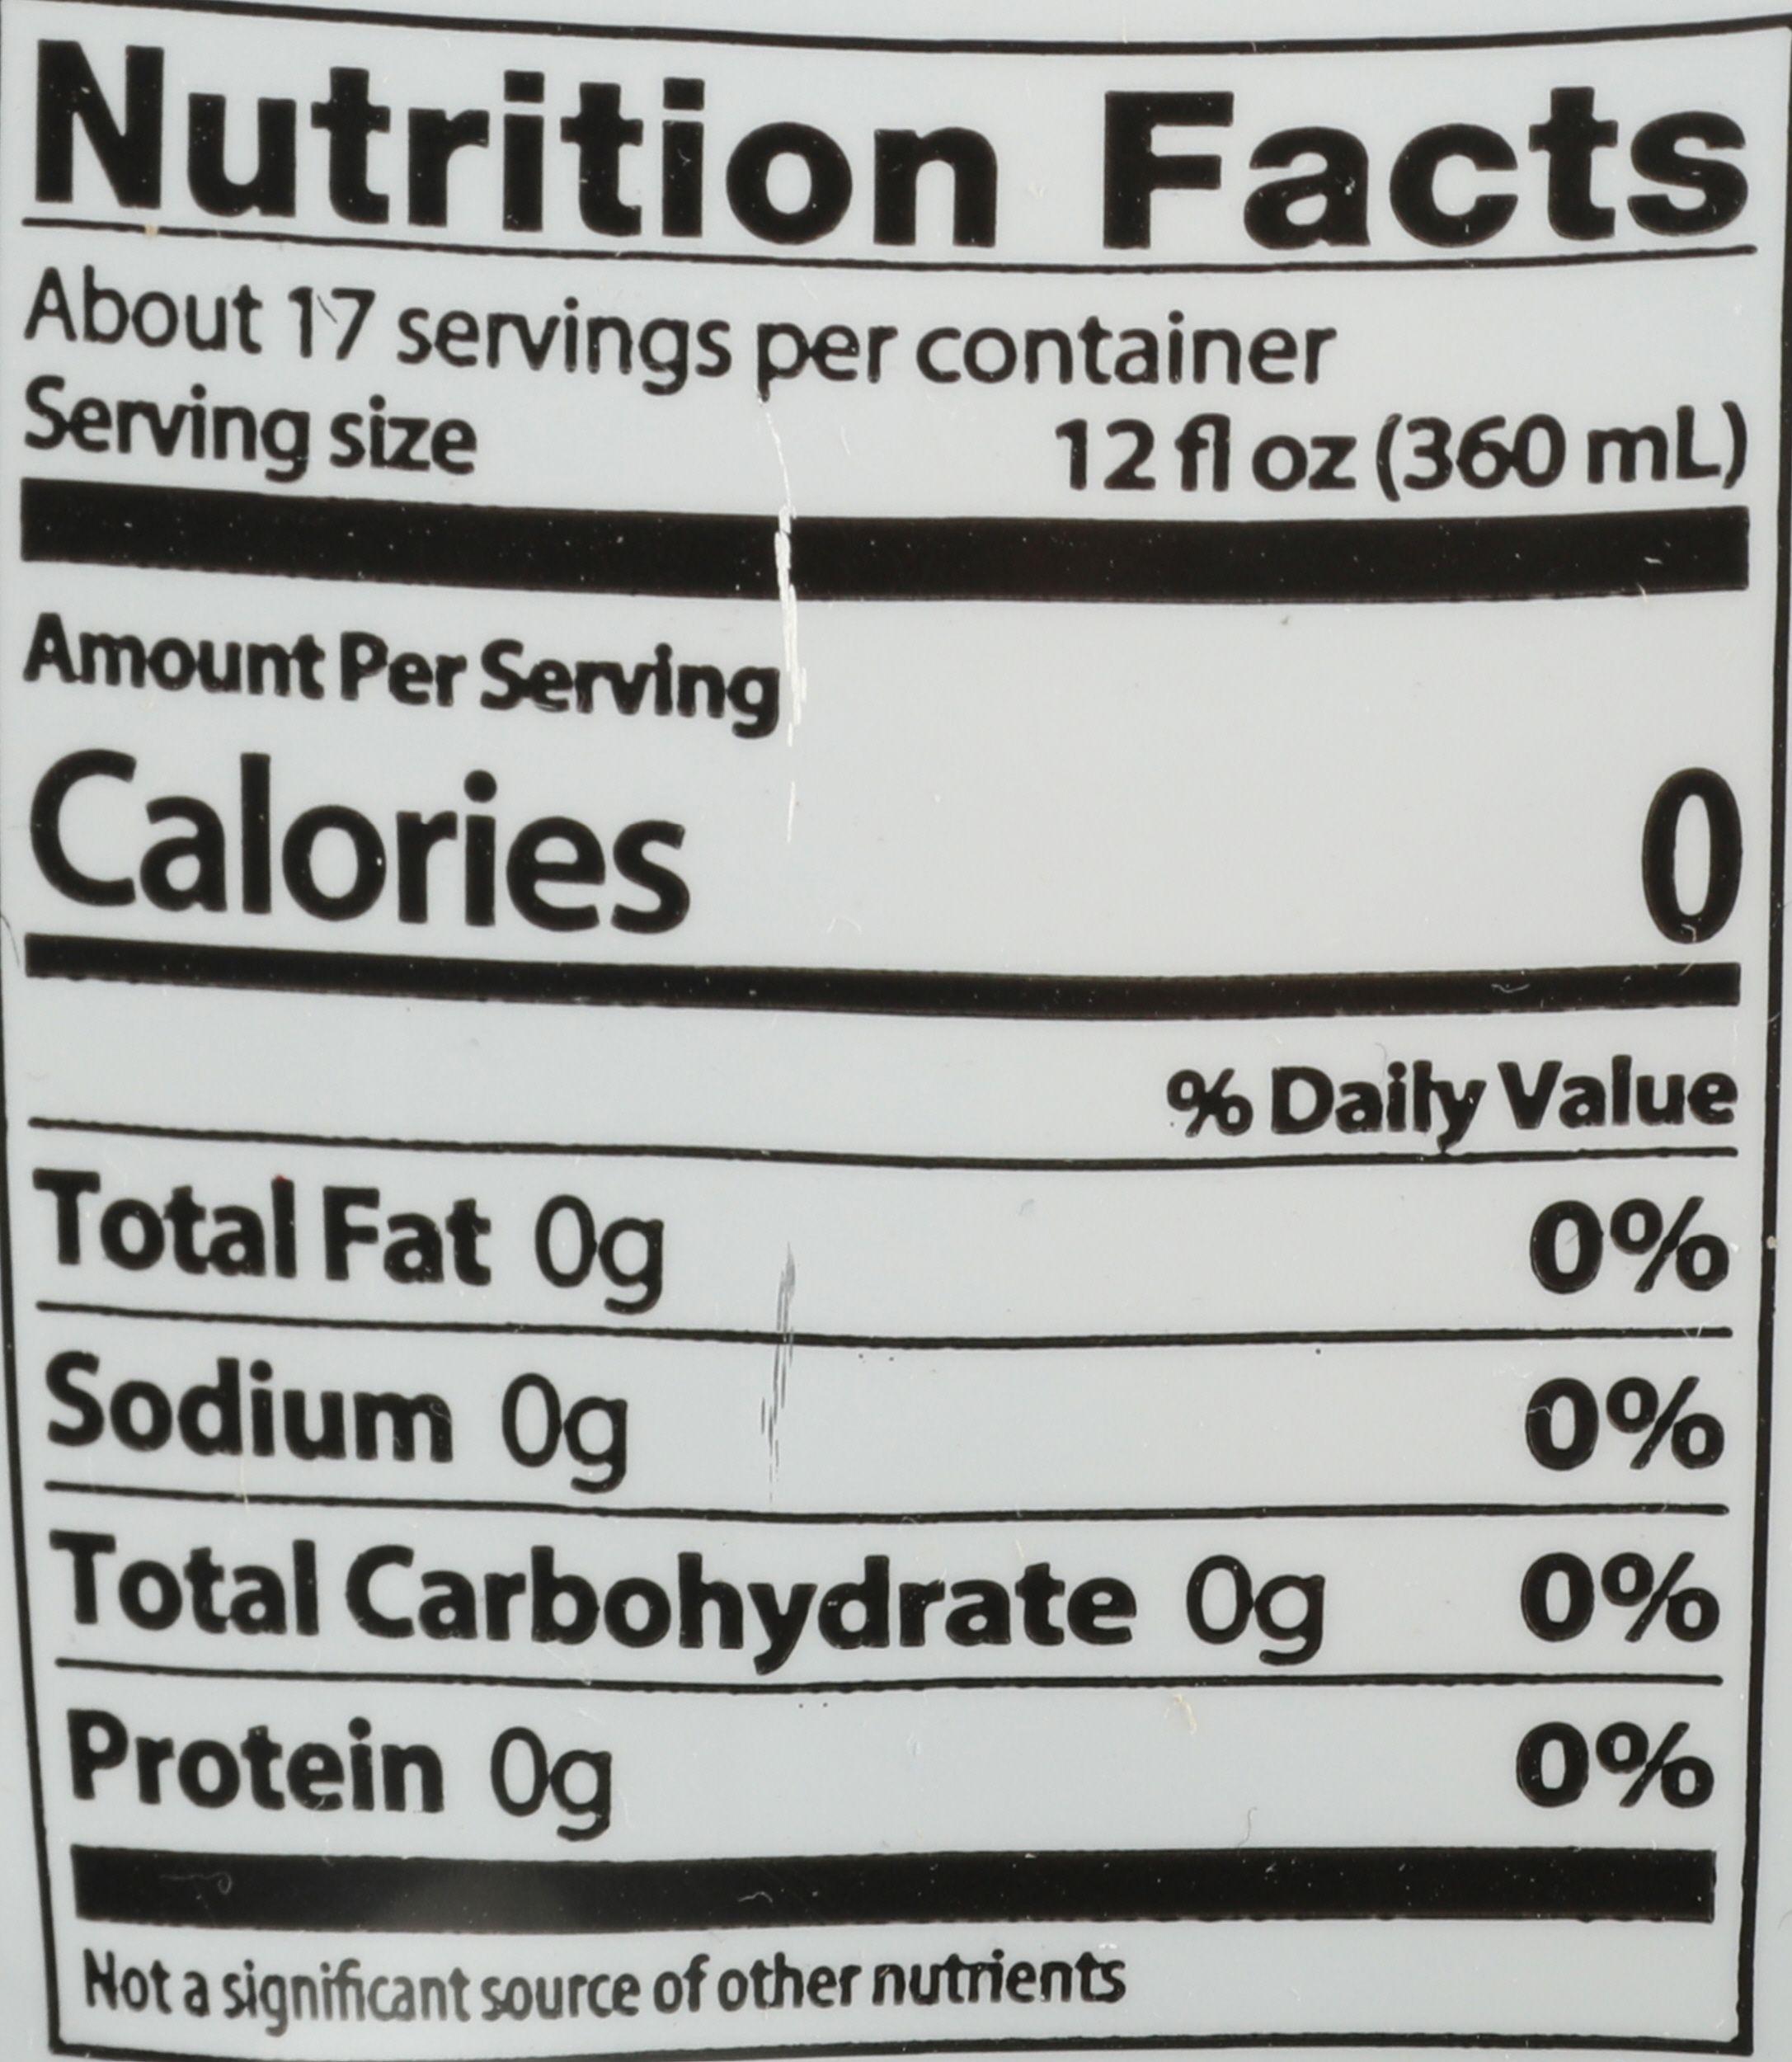 Nutrition Facts
About 17 servings per container
Serving size 12 fl oz (360 mL)
Amount Per Serving
Calories 0
% Daily Value
Total Fat 0g 0%
Sodium 0g 0%
Total Carbohydrate 0g 0%
Protein 0g 0%
Not a significant source of other nutrients